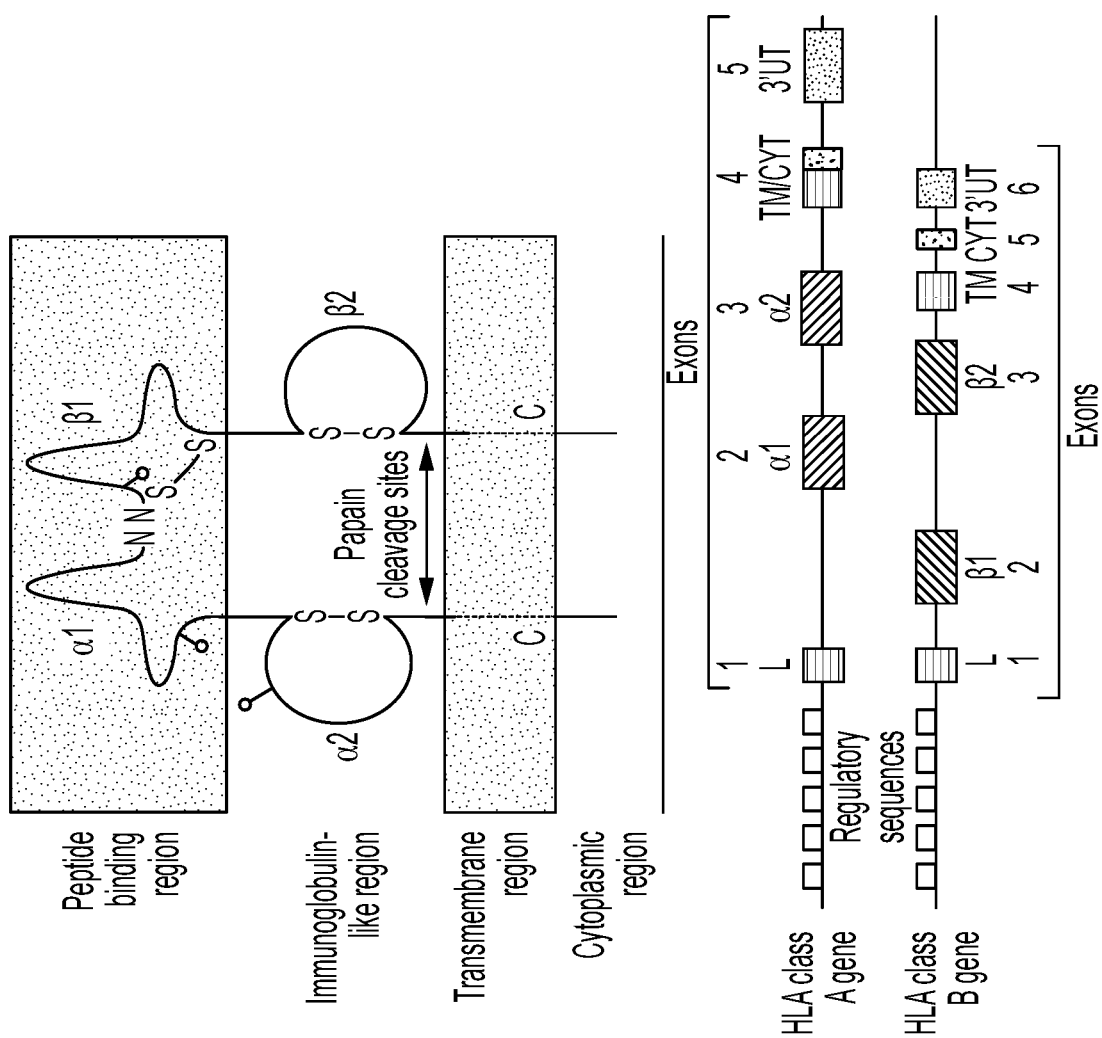 Peptide
binding
region
α1
β1
N N
S
S
Immunoglobulin-
like region
α2
β2
S
S
S
S
Papain
cleavage sites
Transmembrane
region
C
C
Cytoplasmic
region
Exons
1
2
3
4
5
L
α1
α2
TM/CYT
3'UT
HLA class
A gene
Regulatory
sequences
HLA class
B gene
L
β1
β2
TM
CYT
3'UT
1
2
3
4
5
6
Exons